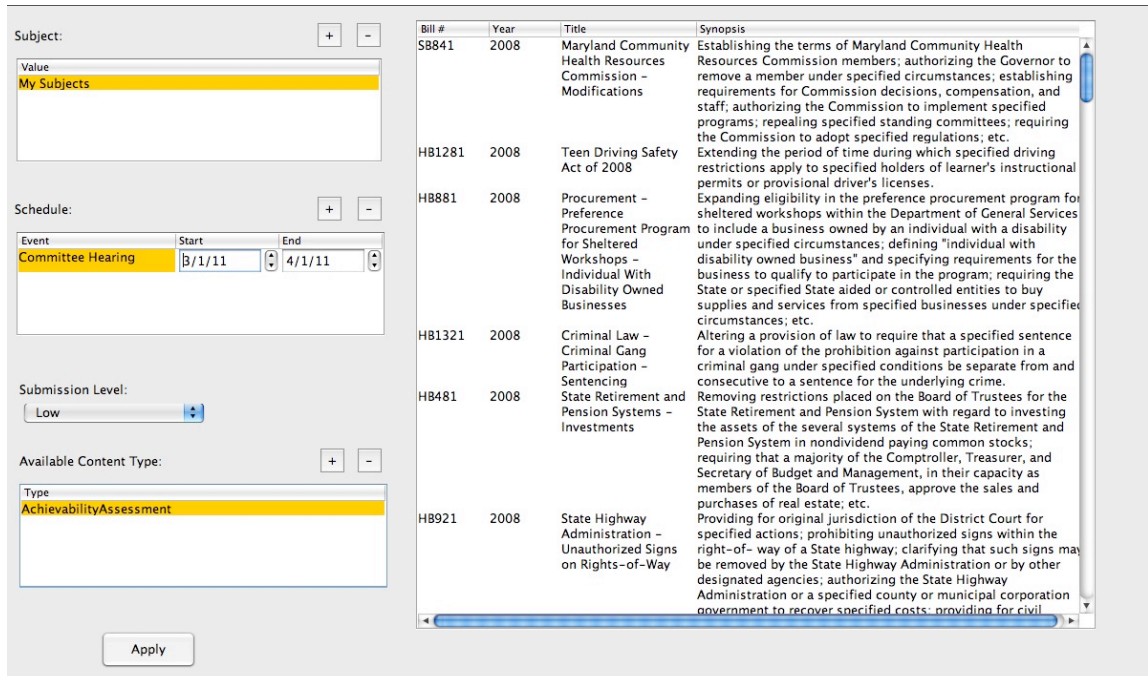 Subject:
+ -
Value
My Subjects
Schedule:
+ -
Event Start End
Committee Hearing 3/1/11 4/1/11
Submission Level:
Low
Available Content Type:
+ -
Type
AchievabilityAssessment
Apply
Bill # Year Title Synopsis
SB841 2008 Maryland Community Establishing the terms of Maryland Community Health
Health Resources Resources Commission members; authorizing the Governor to
Commission – remove a member under specified circumstances; establishing
Modifications requirements for Commission decisions, compensation, and
staff; authorizing the Commission to implement specified
programs; repealing specified standing committees; requiring
the Commission to adopt specified regulations; etc.
HB1281 2008 Teen Driving Safety Extending the period of time during which specified driving
Act of 2008 restrictions apply to specified holders of learner's instructional
permits or provisional driver's licenses.
HB881 2008 Procurement – Expanding eligibility in the preference procurement program for
Preference sheltered workshops within the Department of General Services
Procurement Program to include a business owned by an individual with a disability
for Sheltered under specified circumstances; defining "individual with
Workshops – disability owned business" and specifying requirements for the
Individual With business to qualify to participate in the program; requiring the
Disability Owned State or specified State aided or controlled entities to buy
Businesses supplies and services from specified businesses under specified
circumstances; etc.
HB1321 2008 Criminal Law – Altering a provision of law to require that a specified sentence
Criminal Gang for a violation of the prohibition against participation in a
Participation – criminal gang under specified conditions be separate from and
Sentencing consecutive to a sentence for the underlying crime.
HB481 2008 State Retirement and Removing restrictions placed on the Board of Trustees for the
Pension Systems – State Retirement and Pension System with regard to investing
Investments the assets of the several systems of the State Retirement and
Pension System in nondividend paying common stocks;
requiring that a majority of the Comptroller, Treasurer, and
Secretary of Budget and Management, in their capacity as
members of the Board of Trustees, approve the sales and
purchases of real estate; etc.
HB921 2008 State Highway Providing for original jurisdiction of the District Court for
Administration – specified actions; prohibiting unauthorized signs within the
Unauthorized Signs right-of- way of a State highway; clarifying that such signs may
on Rights-of-Way be removed by the State Highway Administration or by other
designated agencies; authorizing the State Highway
Administration or a specified county or municipal corporation
government to recover specified costs; providing for civil